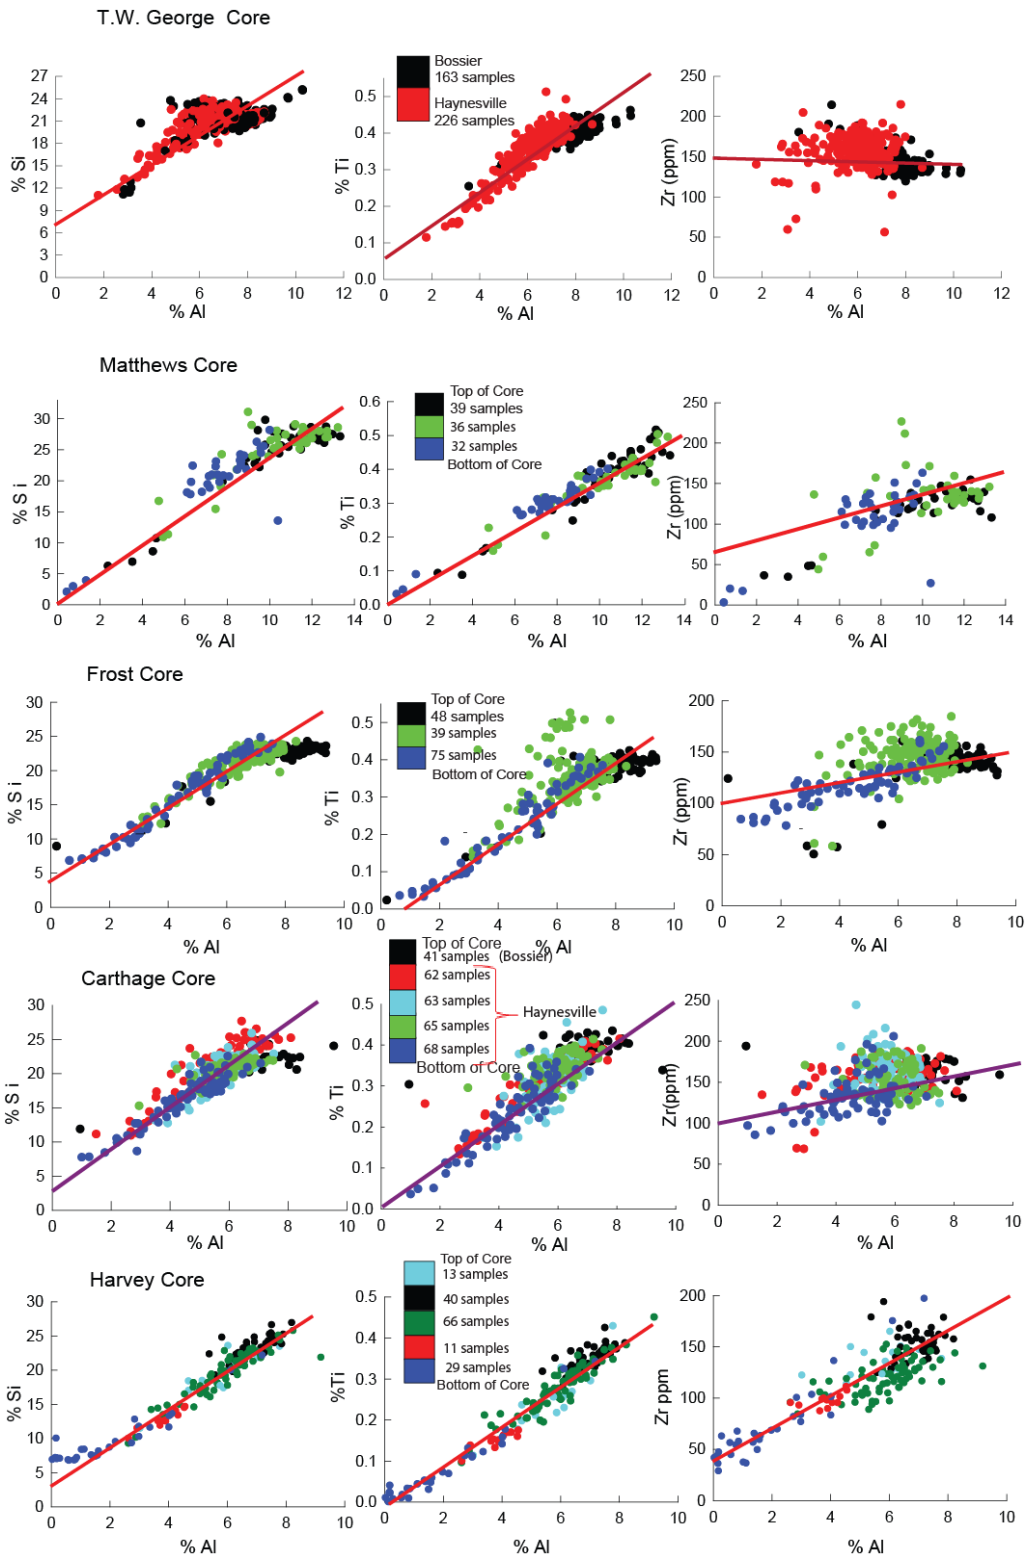 T.W. George Core
Bossier
163 samples
Haynesville
226 samples
27
24
21
18
15
12
9
6
3
0
% Si
0 2 4 6 8 10 12
% Al
0.5
0.4
0.3
0.2
0.1
0.0
% Ti
0 2 4 6 8 10 12
% Al
250
200
150
100
50
0
Zr (ppm)
0 2 4 6 8 10 12
% Al
Matthews Core
Top of Core
39 samples
36 samples
32 samples
Bottom of Core
30
25
20
15
10
5
0
% S i
0 2 4 6 8 10 12 14
% Al
0.6
0.5
0.4
0.3
0.2
0.1
0.0
% Ti
0 2 4 6 8 10 12 14
% Al
250
200
150
100
50
0
Zr (ppm)
0 2 4 6 8 10 12 14
% Al
Frost Core
Top of Core
48 samples
39 samples
75 samples
Bottom of Core
30
25
20
15
10
5
0
% S i
0 2 4 6 8 10
% Al
0.5
0.4
0.3
0.2
0.1
0.0
% Ti
0 2 4 6 8 10
% Al
200
150
100
50
0
Zr (ppm)
0 2 4 6 8 10
% Al
Carthage Core
Top of Core
41 samples (Bossier)
62 samples
63 samples
Haynesville
65 samples
68 samples
Bottom of Core
30
25
20
15
10
5
0
% S i
0 2 4 6 8 10
% Al
0.5
0.4
0.3
0.2
0.1
0.0
% Ti
0 2 4 6 8 10
% Al
250
200
150
100
50
0
Zr(ppm)
0 2 4 6 8 10
% Al
Harvey Core
Top of Core
13 samples
40 samples
66 samples
11 samples
29 samples
Bottom of Core
30
25
20
15
10
5
0
% Si
0 2 4 6 8 10
% Al
0.5
0.4
0.3
0.2
0.1
0.0
%Ti
0 2 4 6 8 10
% Al
200
150
100
50
0
Zr ppm
0 2 4 6 8 10
% Al